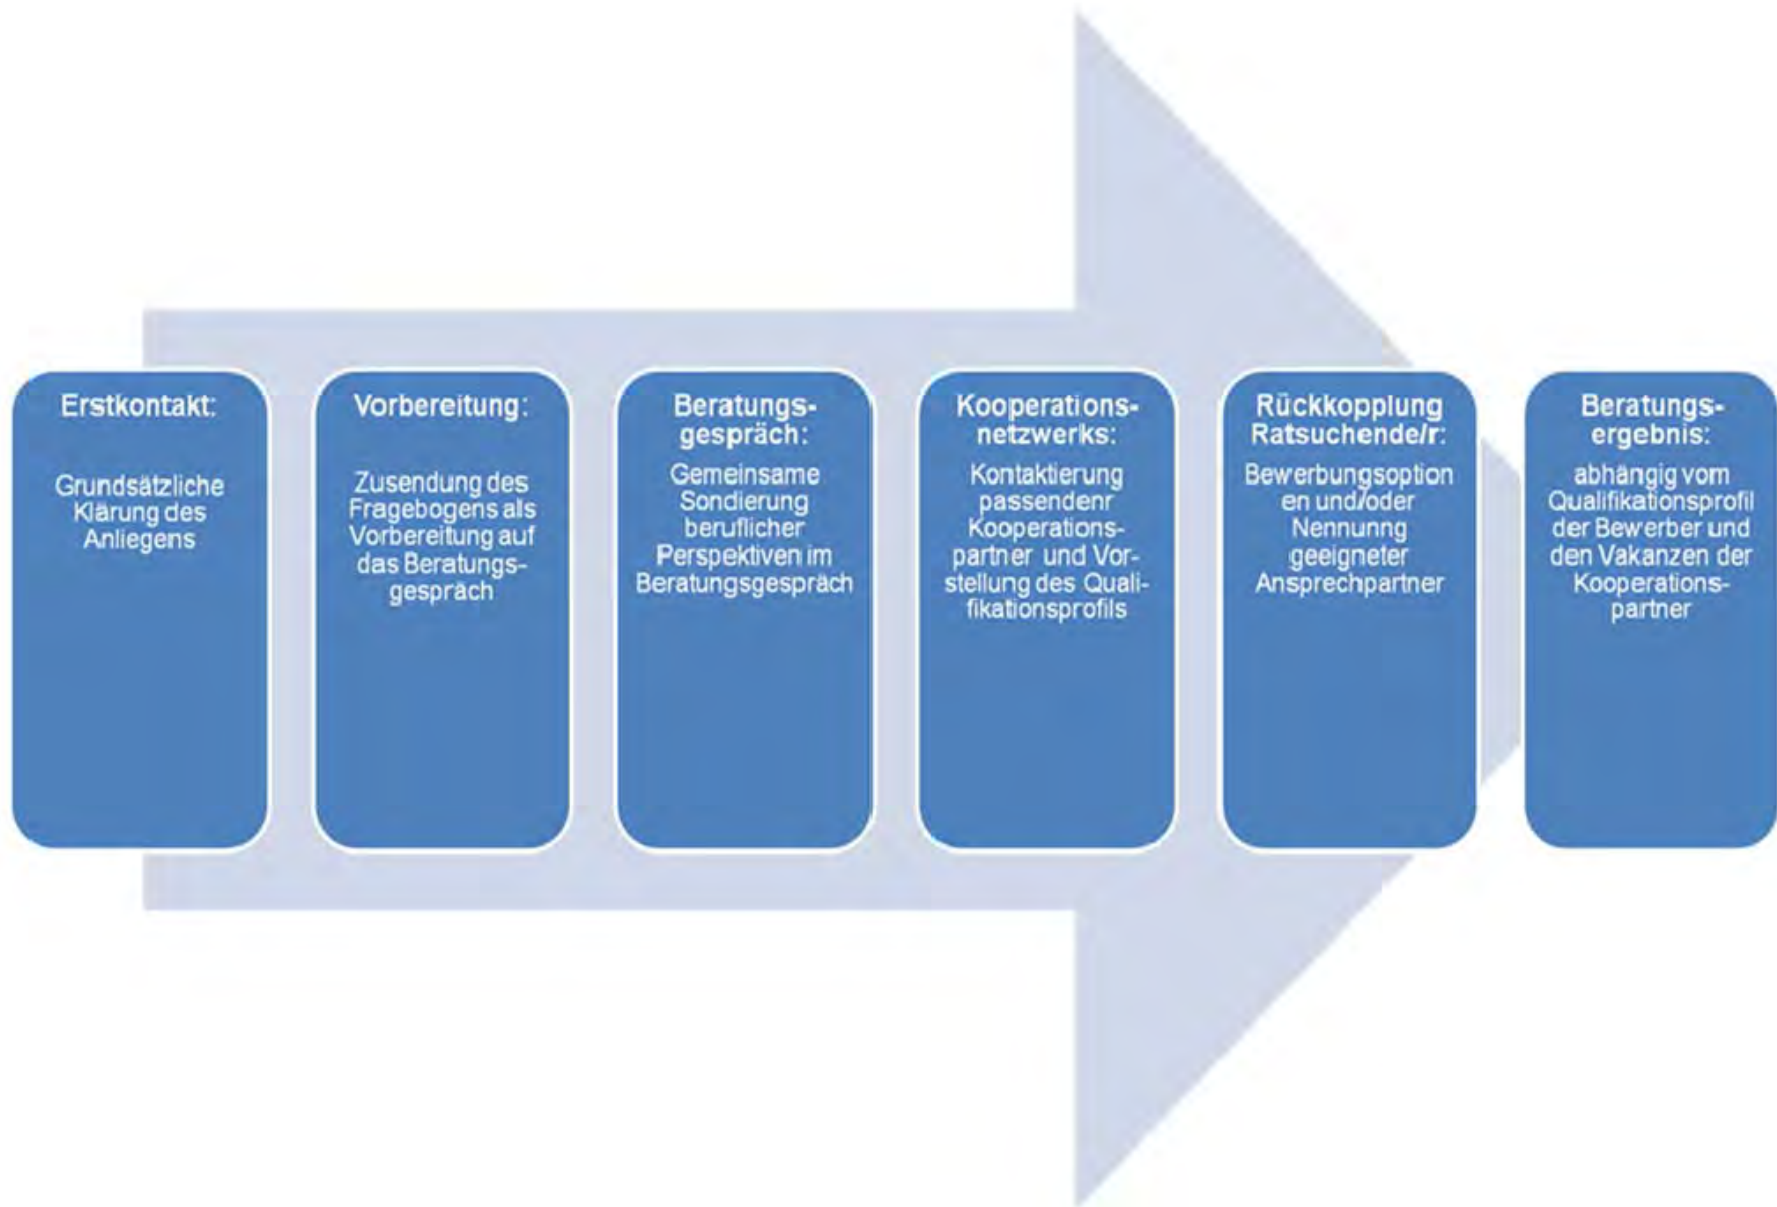 Erstkontakt:
Grundsätzliche
Klärung des
Anliegens
Vorbereitung:
Zusendung des
Fragebogens als
Vorbereitung auf
das Beratungs-
gespräch
Beratungs-
gespräch:
Gemeinsame
Sondierung
beruflicher
Perspektiven im
Beratungsgespräch
Kooperations-
netzwerks:
Kontaktierung
passendenr
Kooperations-
partner und Vor-
stellung des Quali-
fikationsprofils
Rückkopplung
Ratsuchende/r:
Bewerbungsoption
en und/oder
Nennunng
geeigneter
Ansprechpartner
Beratungs-
ergebnis:
abhängig vom
Qualifikationsprofil
der Bewerber und
den Vakanzen der
Kooperations-
partner